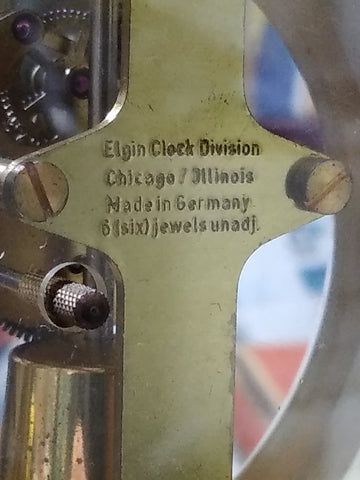 Elgin Clock Division
Chicago / Illinois
Made in Germany
6 (six) jewels unadj.